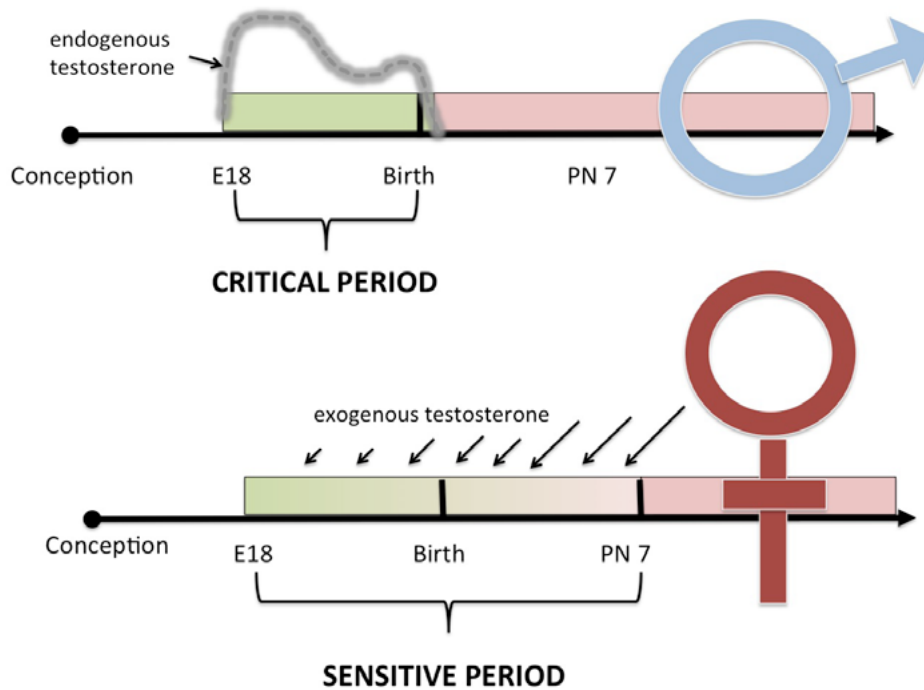 endogenous
testosterone
Conception
E18
Birth
PN 7
CRITICAL PERIOD
exogenous testosterone
Conception
E18
Birth
PN 7
SENSITIVE PERIOD